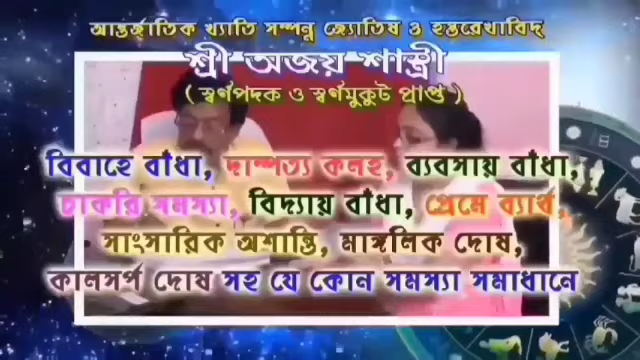 আন্তর্জাতিক খ্যাতি সম্পন্ন জ্যোতিষ ও হস্তরেখাবিদ্
শ্রী অজয় শাস্ত্রী
( স্বর্ণপদক ও স্বর্ণমুকুট প্রাপ্ত )
বিবাহে বাঁধা, দাম্পত্য কলহ, ব্যবসায় বাঁধা,
চাকরি সমস্যা, বিদ্যায় বাঁধা, প্রেমে ব্যার্থ,
সাংসারিক অশান্তি, মাঙ্গলিক দোষ,
কালসর্প দোষ সহ যে কোন সমস্যা সমাধানে